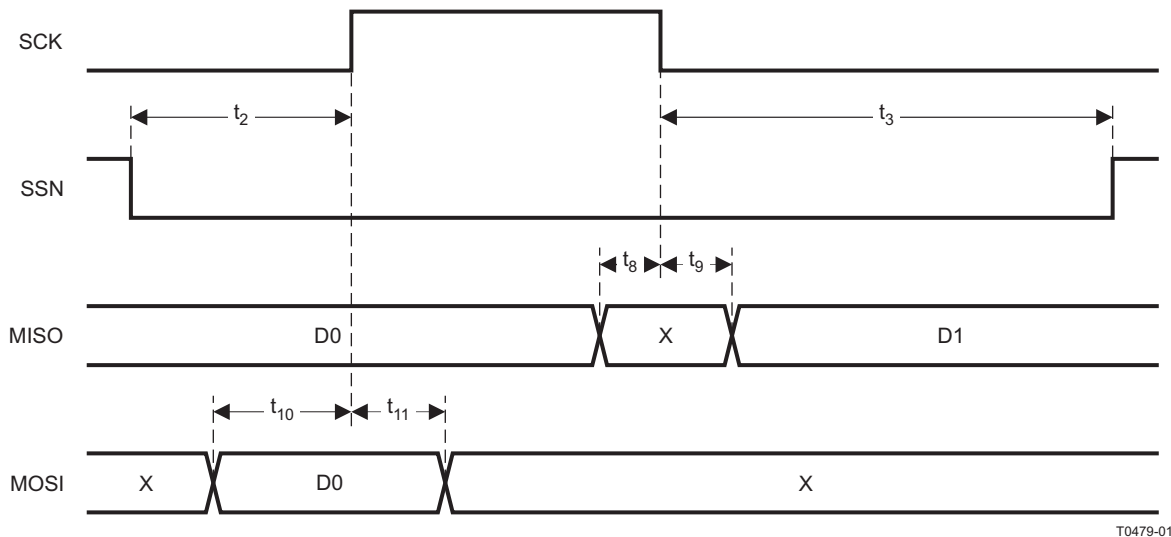 SCK
t2
t3
SSN
t8
t9
MISO
D0
X
D1
t10
t11
MOSI
X
D0
X
T0479-01